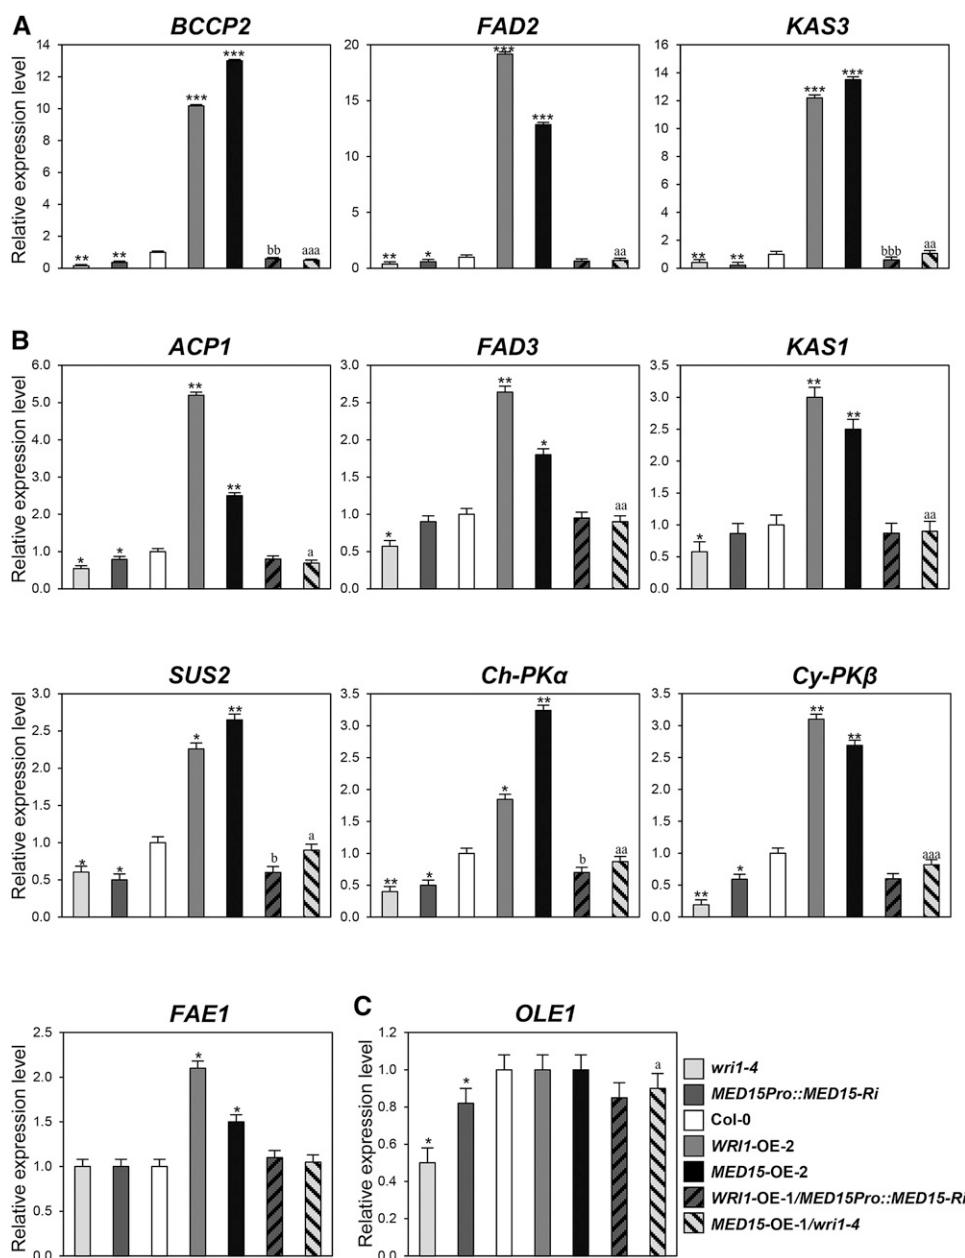 A
BCCP2
FAD2
KAS3
Relative expression level
14
12
10
8
6
4
2
0
** ** *** *** bb aaa
20
15
10
5
0
** * *** *** aa
16
14
12
10
8
6
4
2
0
** ** *** *** bbb aa
B
ACP1
FAD3
KAS1
Relative expression level
6.0
5.0
4.0
3.0
2.0
1.0
0.0
* * ** ** a
3.0
2.5
2.0
1.5
1.0
0.5
0.0
* ** * aa
3.5
3.0
2.5
2.0
1.5
1.0
0.5
0.0
* ** ** aa
SUS2
Ch-PKα
Cy-PKβ
Relative expression level
3.0
2.5
2.0
1.5
1.0
0.5
0.0
* * * ** b a
3.5
3.0
2.5
2.0
1.5
1.0
0.5
0.0
** * * ** b aa
3.5
3.0
2.5
2.0
1.5
1.0
0.5
0.0
** * ** ** aaa
FAE1
Relative expression level
2.5
2.0
1.5
1.0
0.5
0.0
* *
C
OLE1
1.2
1.0
0.8
0.6
0.4
0.2
0.0
* * a
wri1-4
MED15Pro::MED15-Ri
Col-0
WRI1-OE-2
MED15-OE-2
WRI1-OE-1/MED15Pro::MED15-Ri
MED15-OE-1/wri1-4